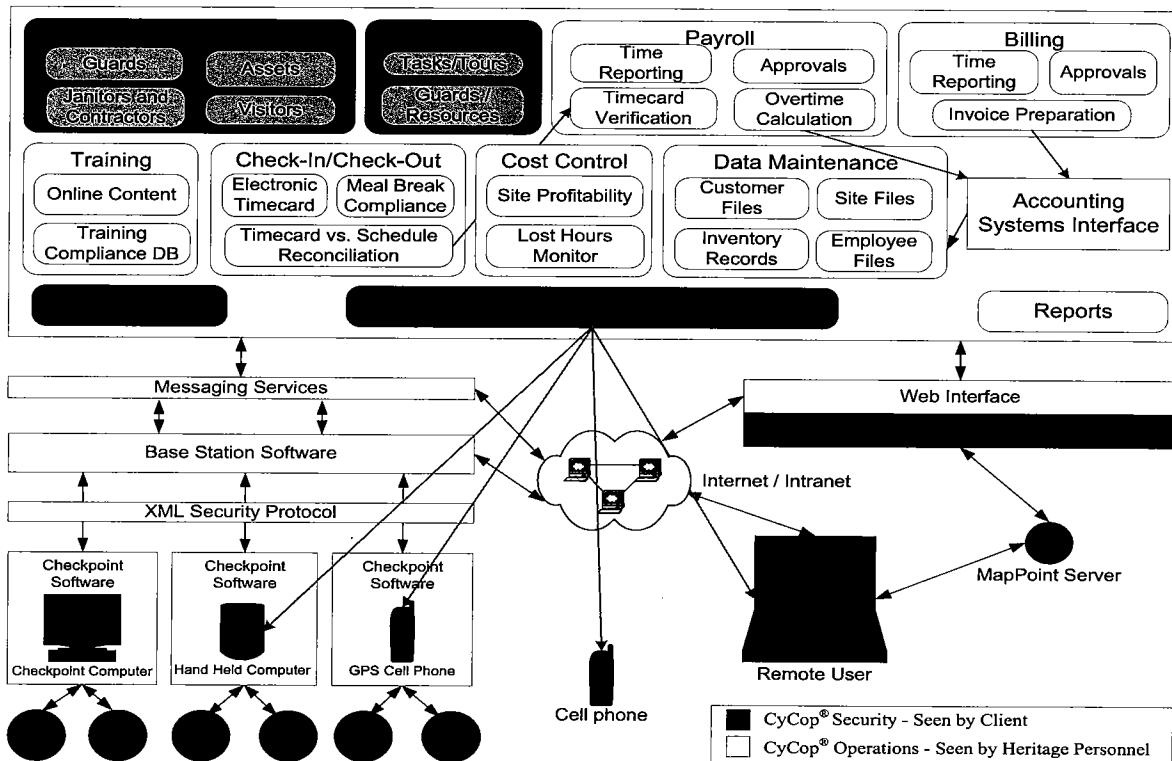 Guards
Assets
Janitors and
Contractors
Visitors
Tasks/Tours
Guards//
Resources
Payroll
Time
Reporting
Approvals
Timecard
Verification
Overtime
Calculation
Billing
Time
Reporting
Approvals
Invoice Preparation
Training
Online Content
Training
Compliance DB
Check-In/Check-Out
Electronic
Timecard
Meal Break
Compliance
Timecard vs. Schedule
Reconciliation
Cost Control
Site Profitability
Lost Hours
Monitor
Data Maintenance
Customer
Files
Site Files
Inventory
Records
Employee
Files
Accounting
Systems Interface
Reports
Messaging Services
Web Interface
Base Station Software
Internet / Intranet
XML Security Protocol
Checkpoint
Software
Checkpoint Computer
Checkpoint
Software
Hand Held Computer
Checkpoint
Software
GPS Cell Phone
Cell phone
Remote User
MapPoint Server
CyCop® Security - Seen by Client
CyCop® Operations - Seen by Heritage Personnel